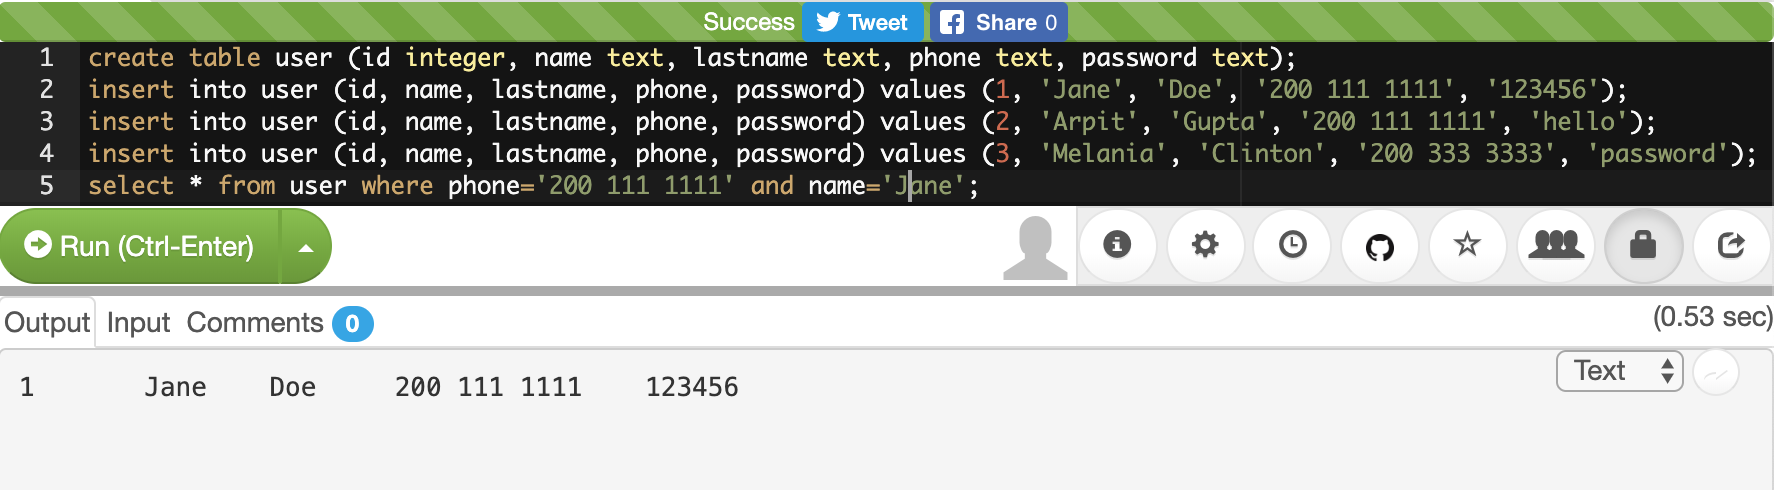 Success Tweet Share 0
1 create table user (id integer, name text, lastname text, phone text, password text);
2 insert into user (id, name, lastname, phone, password) values (1, 'Jane', 'Doe', '200 111 1111', '123456');
3 insert into user (id, name, lastname, phone, password) values (2, 'Arpit', 'Gupta', '200 111 1111', 'hello');
4 insert into user (id, name, lastname, phone, password) values (3, 'Melania', 'Clinton', '200 333 3333', 'password');
5 select * from user where phone='200 111 1111' and name='Jane';
Run (Ctrl-Enter)
Output Input Comments 0 (0.53 sec)
Text
1 Jane Doe 200 111 1111 123456